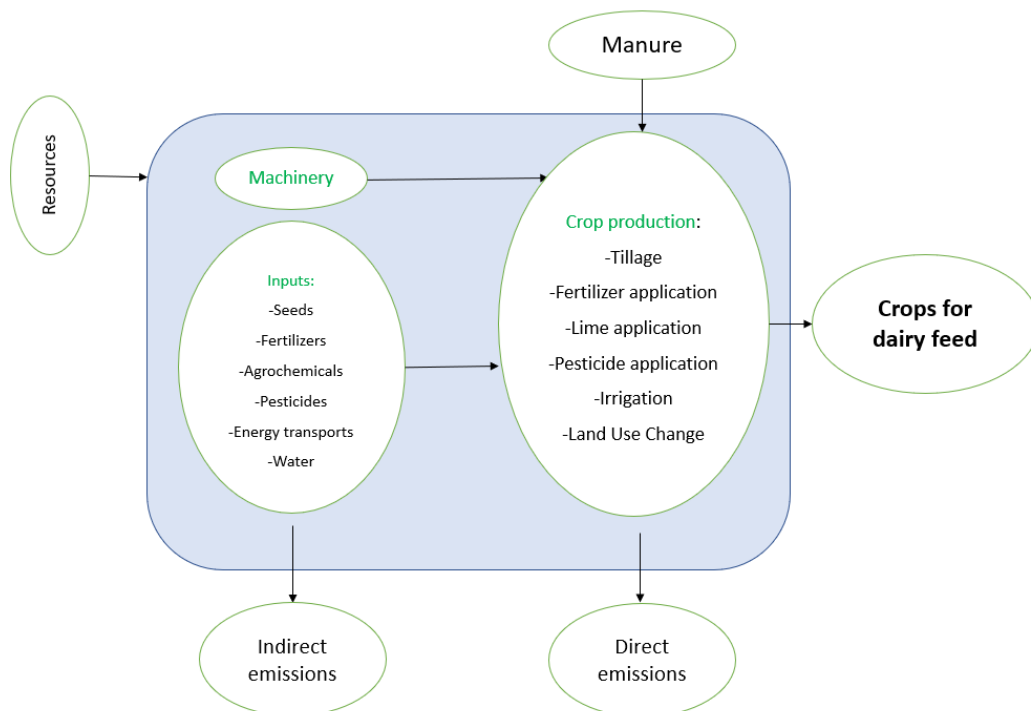 Manure
Resources
Machinery
Crop production:
-Tillage
-Fertilizer application
-Lime application
-Pesticide application
-Irrigation
-Land Use Change
Inputs:
-Seeds
-Fertilizers
-Agrochemicals
-Pesticides
-Energy transports
-Water
Crops for
dairy feed
Indirect
emissions
Direct
emissions